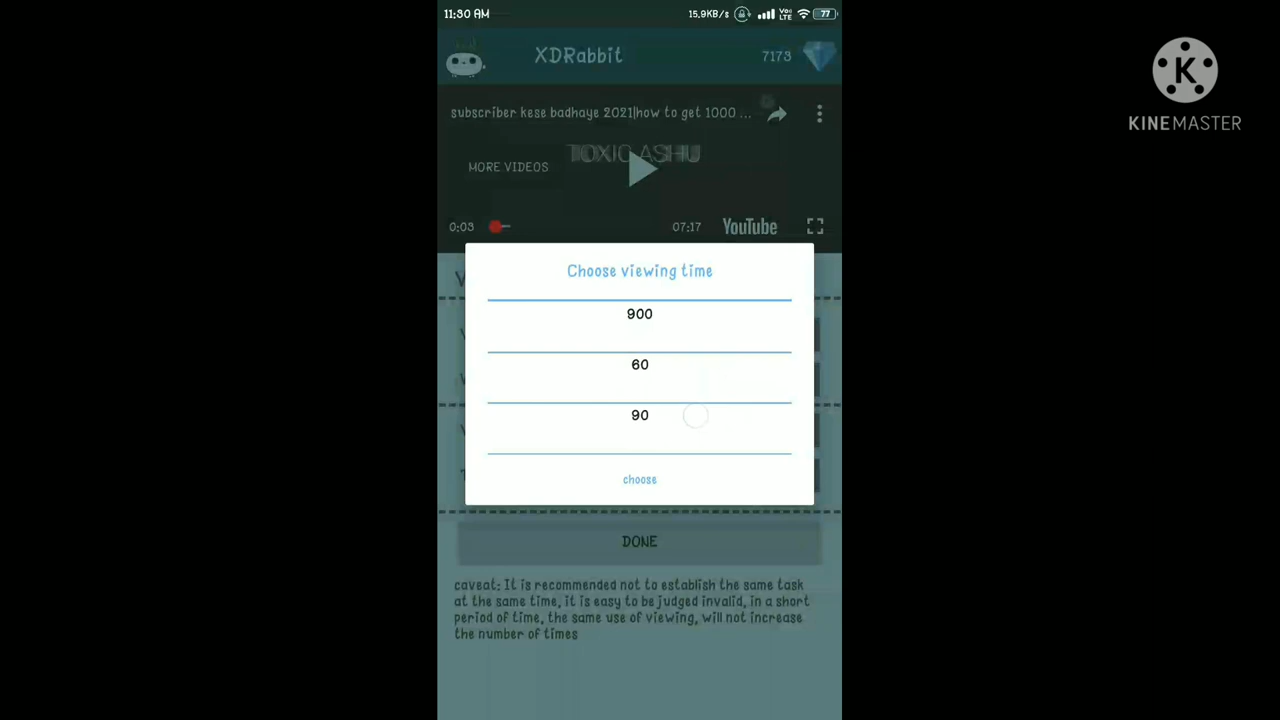 11:30 AM
15.9KB/s
Vo
LTE
77
XDRabbit
7173
subscriber kese badhaye 2021|how to get 1000 ...
TOXIC ASHU
MORE VIDEOS
0:03
07:17
YouTube
Choose viewing time
900
60
90
choose
DONE
caveat: It is recommended not to establish the same task
at the same time, it is easy to be judged invalid, in a short
period of time, the same use of viewing, will not increase
the number of times
K
KINEMASTER